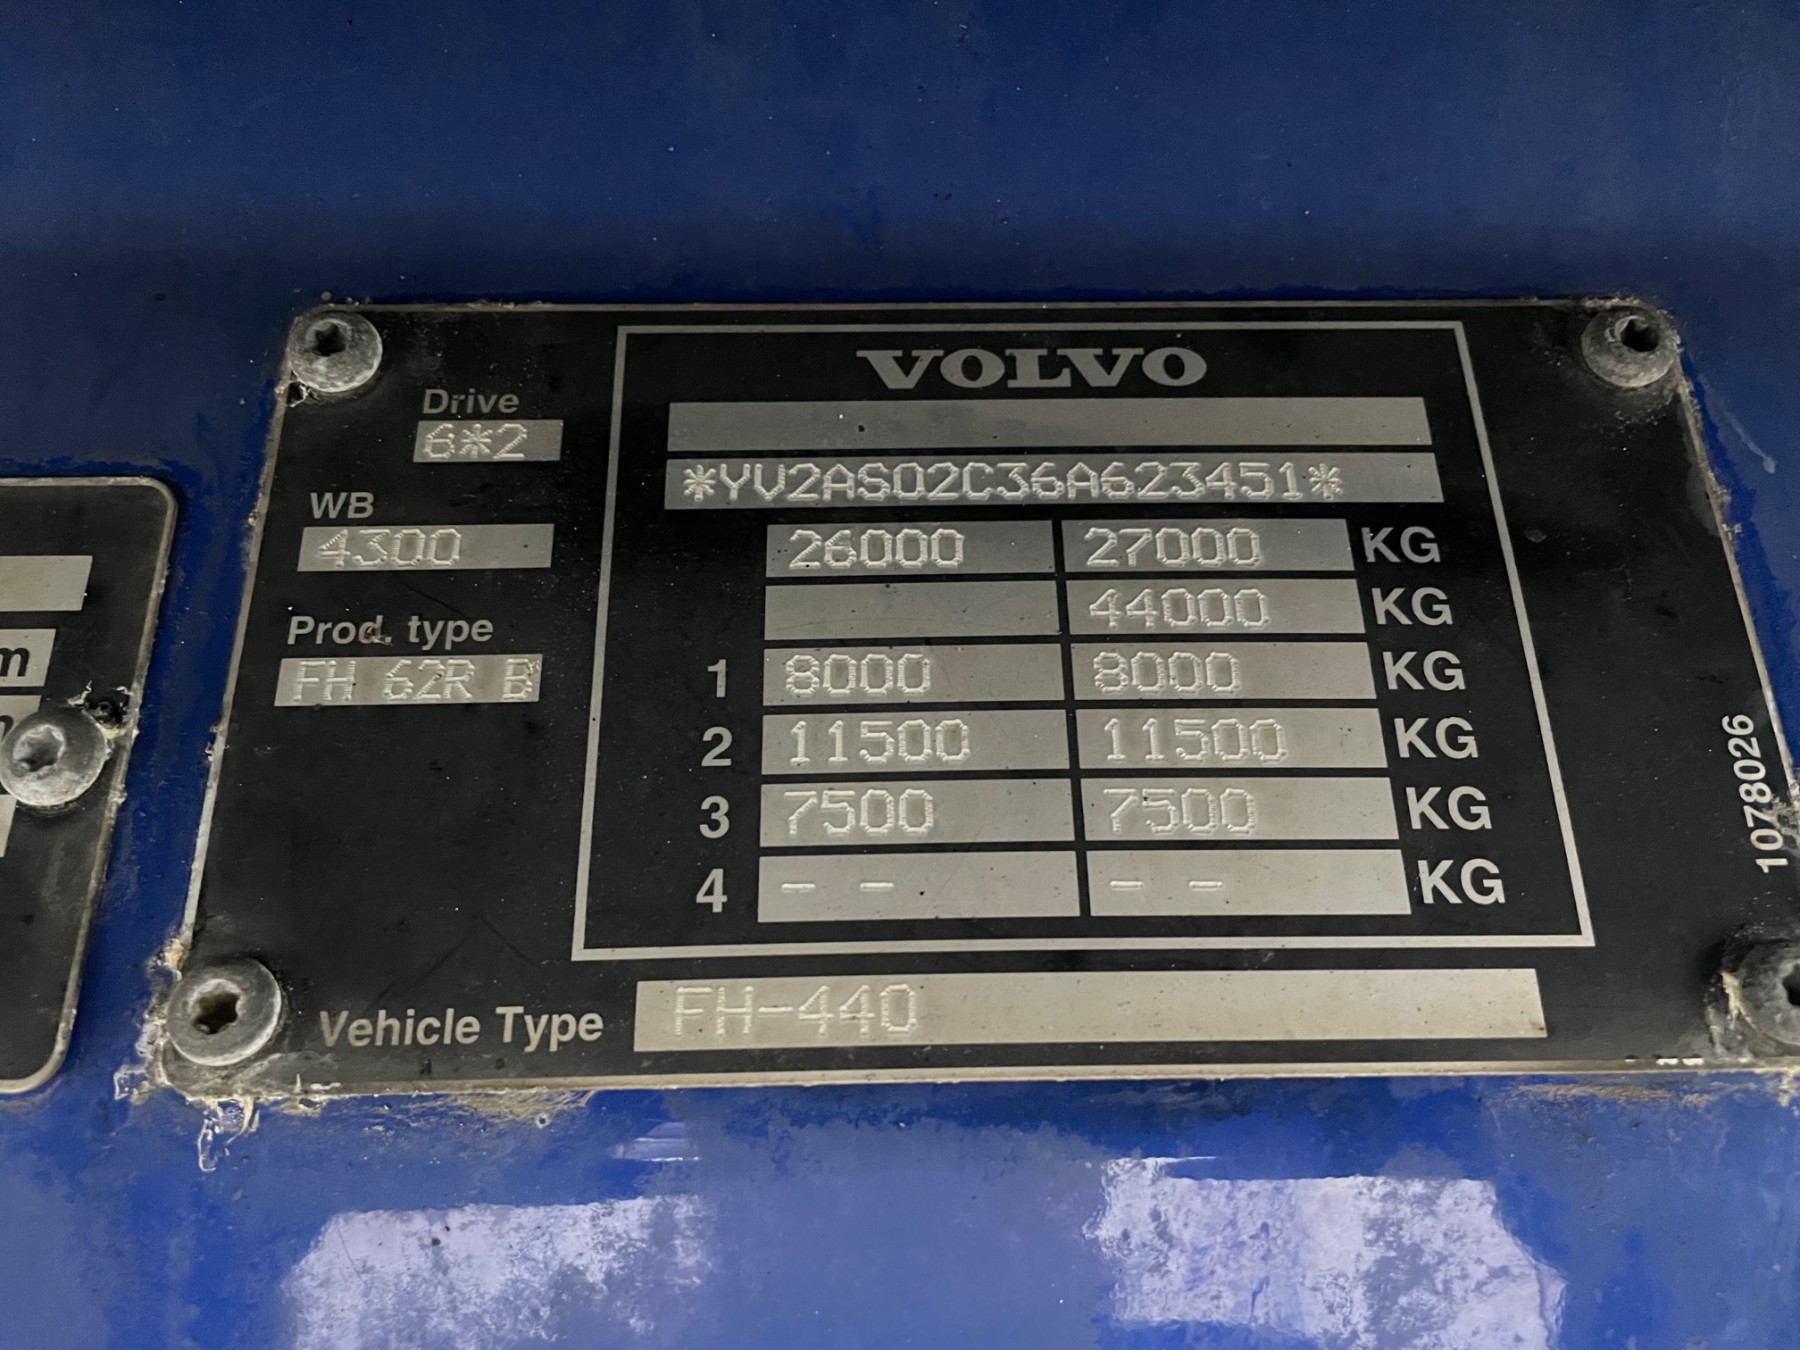 VOLVO
Drive
6*2
*YV2AS02C36A623451*
WB
4300
26000 27000 KG
44000 KG
Prod. type
FH 62R B
1 8000 8000 KG
2 11500 11500 KG
3 7500 7500 KG
4 - - - - KG
Vehicle Type FH-440
1078026
m